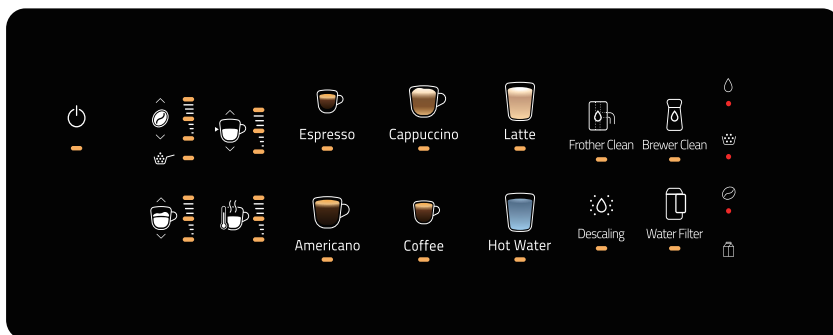 Espresso
Cappuccino
Latte
Frother Clean
Brewer Clean
Americano
Coffee
Hot Water
Descaling
Water Filter